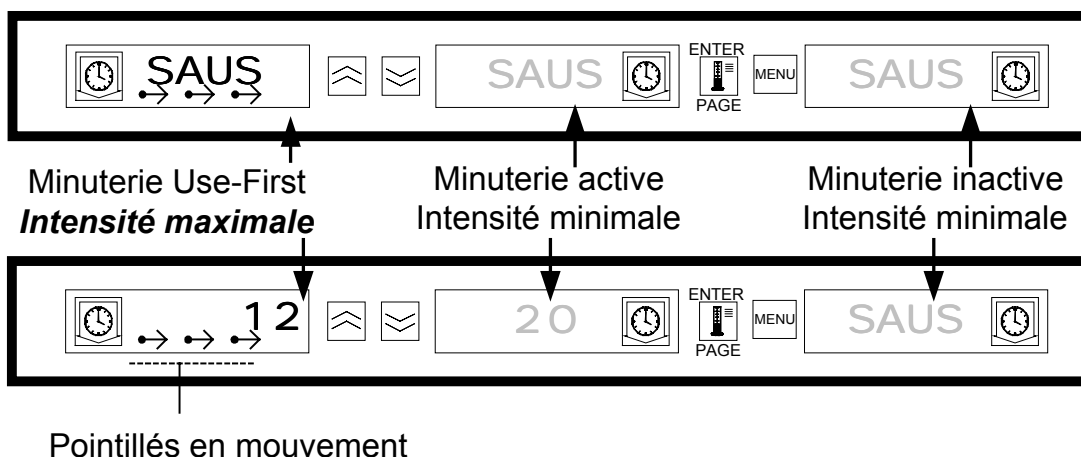 SAUS
SAUS
ENTER
PAGE
MENU
SAUS
Minuterie Use-First
Intensité maximale
Minuterie active
Intensité minimale
Minuterie inactive
Intensité minimale
12
20
ENTER
PAGE
MENU
SAUS
Pointillés en mouvement